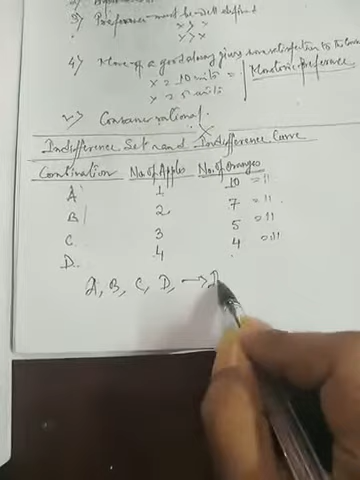 3) Preference must be well defined
x > y >
y > x >
4) More of a good always gives more satisfaction to the
x = 10 units =
Monotonic Preference
y = 5 units
2) Consumer rational.
Indifference Set and Indifference Curve
Combination No. of Apples No. of Oranges
A 1 10 = 11
B 2 7 = 11
C. 3 5 = 11
D. 4 4 = 11
A, B, C, D, → I